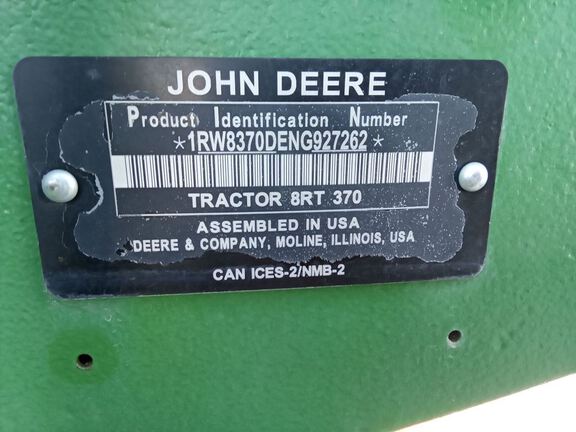 JOHN DEERE
Product Identification Number
*1RW8370DENG927262*
TRACTOR 8RT 370
ASSEMBLED IN USA
DEERE & COMPANY, MOLINE, ILLINOIS, USA
CAN ICES-2/NMB-2